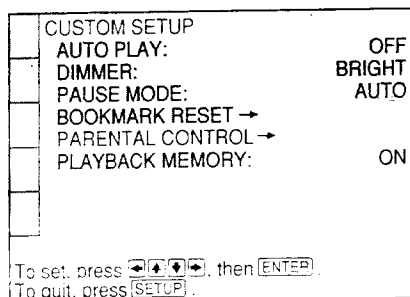 CUSTOM SETUP
AUTO PLAY: OFF
DIMMER: BRIGHT
PAUSE MODE: AUTO
BOOKMARK RESET →
PARENTAL CONTROL →
PLAYBACK MEMORY: ON
To set, press ←↑↓→, then ENTER.
To quit, press SETUP.